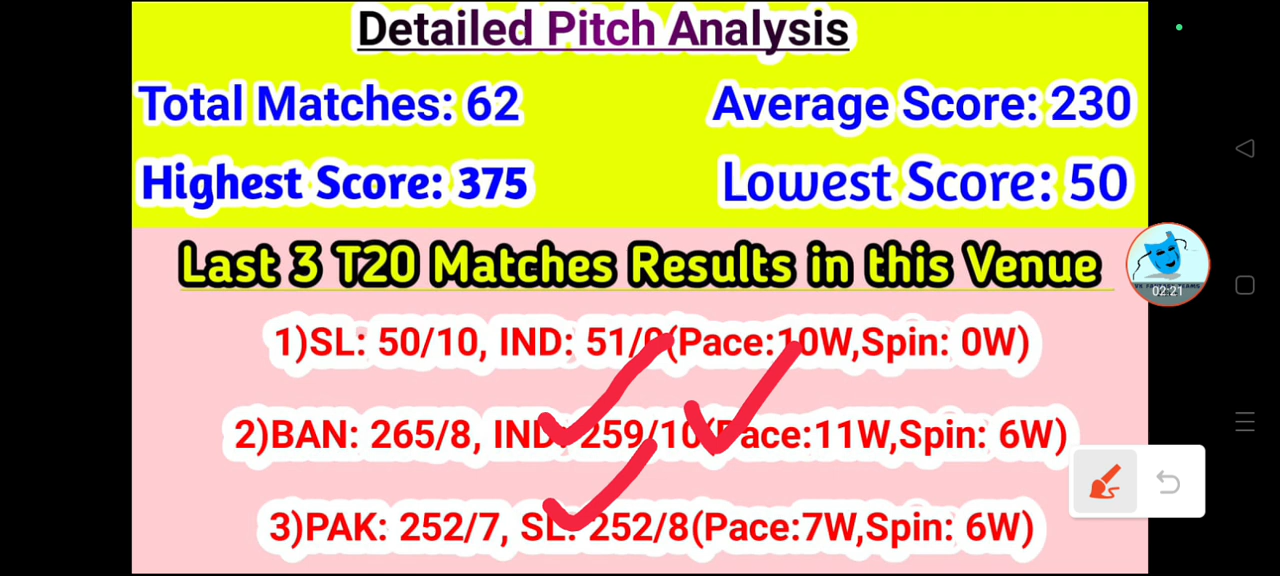 Detailed Pitch Analysis
Total Matches: 62 Average Score: 230
Highest Score: 375 Lowest Score: 50
Last 3 T20 Matches Results in this Venue
1)SL: 50/10, IND: 51/0(Pace:10W,Spin: 0W)
02:21
2)BAN: 265/8, IND: 259/10(Pace:11W,Spin: 6W)
3)PAK: 252/7, SL: 252/8(Pace:7W,Spin: 6W)